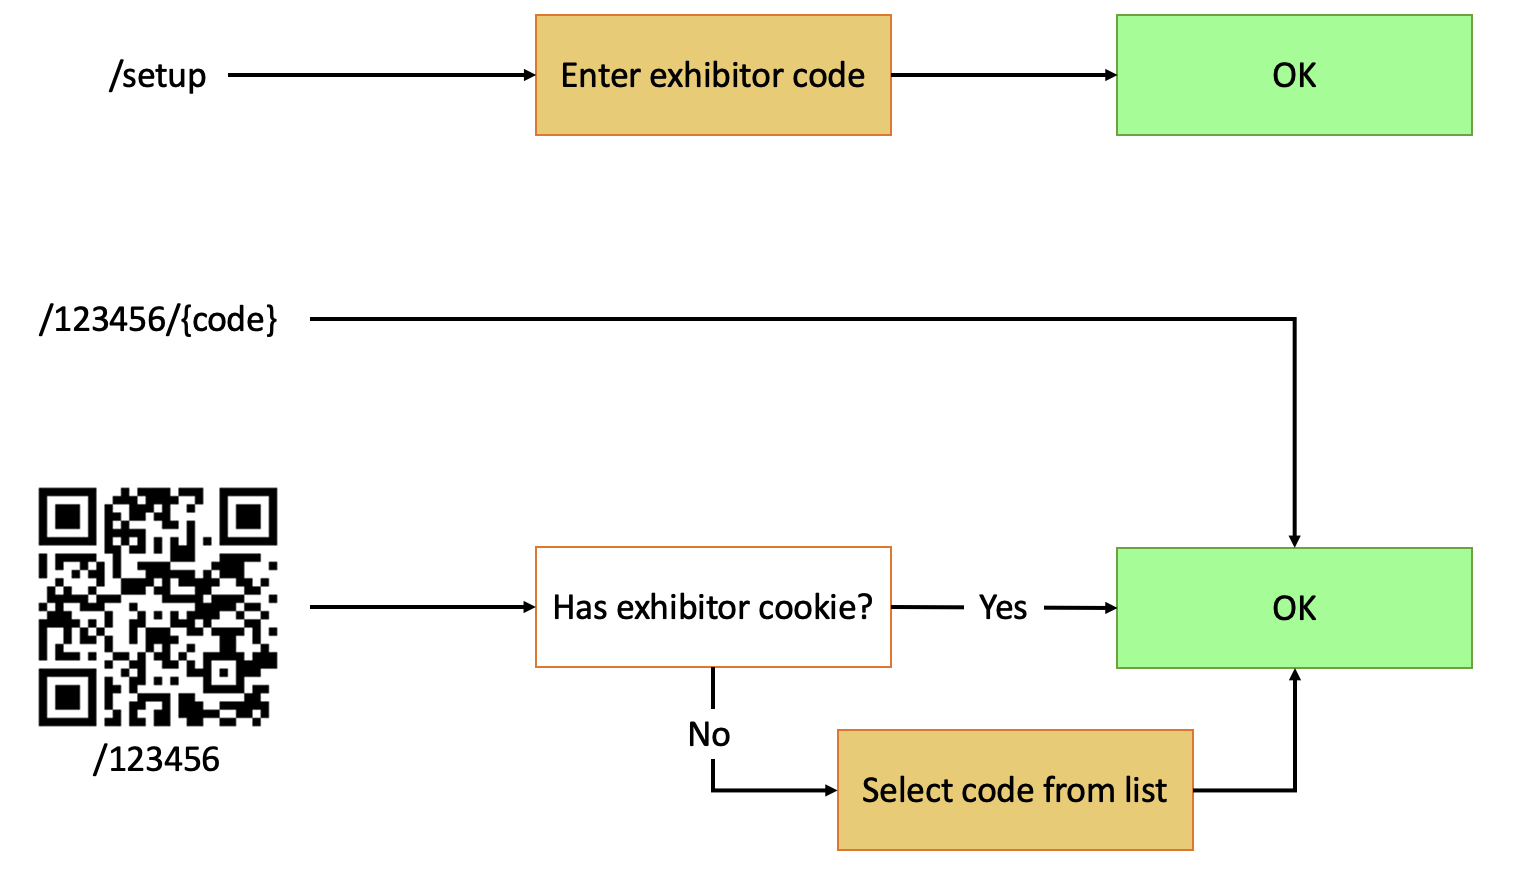 /setup
Enter exhibitor code
OK
/123456/{code}
Has exhibitor cookie?
Yes
OK
No
/123456
Select code from list